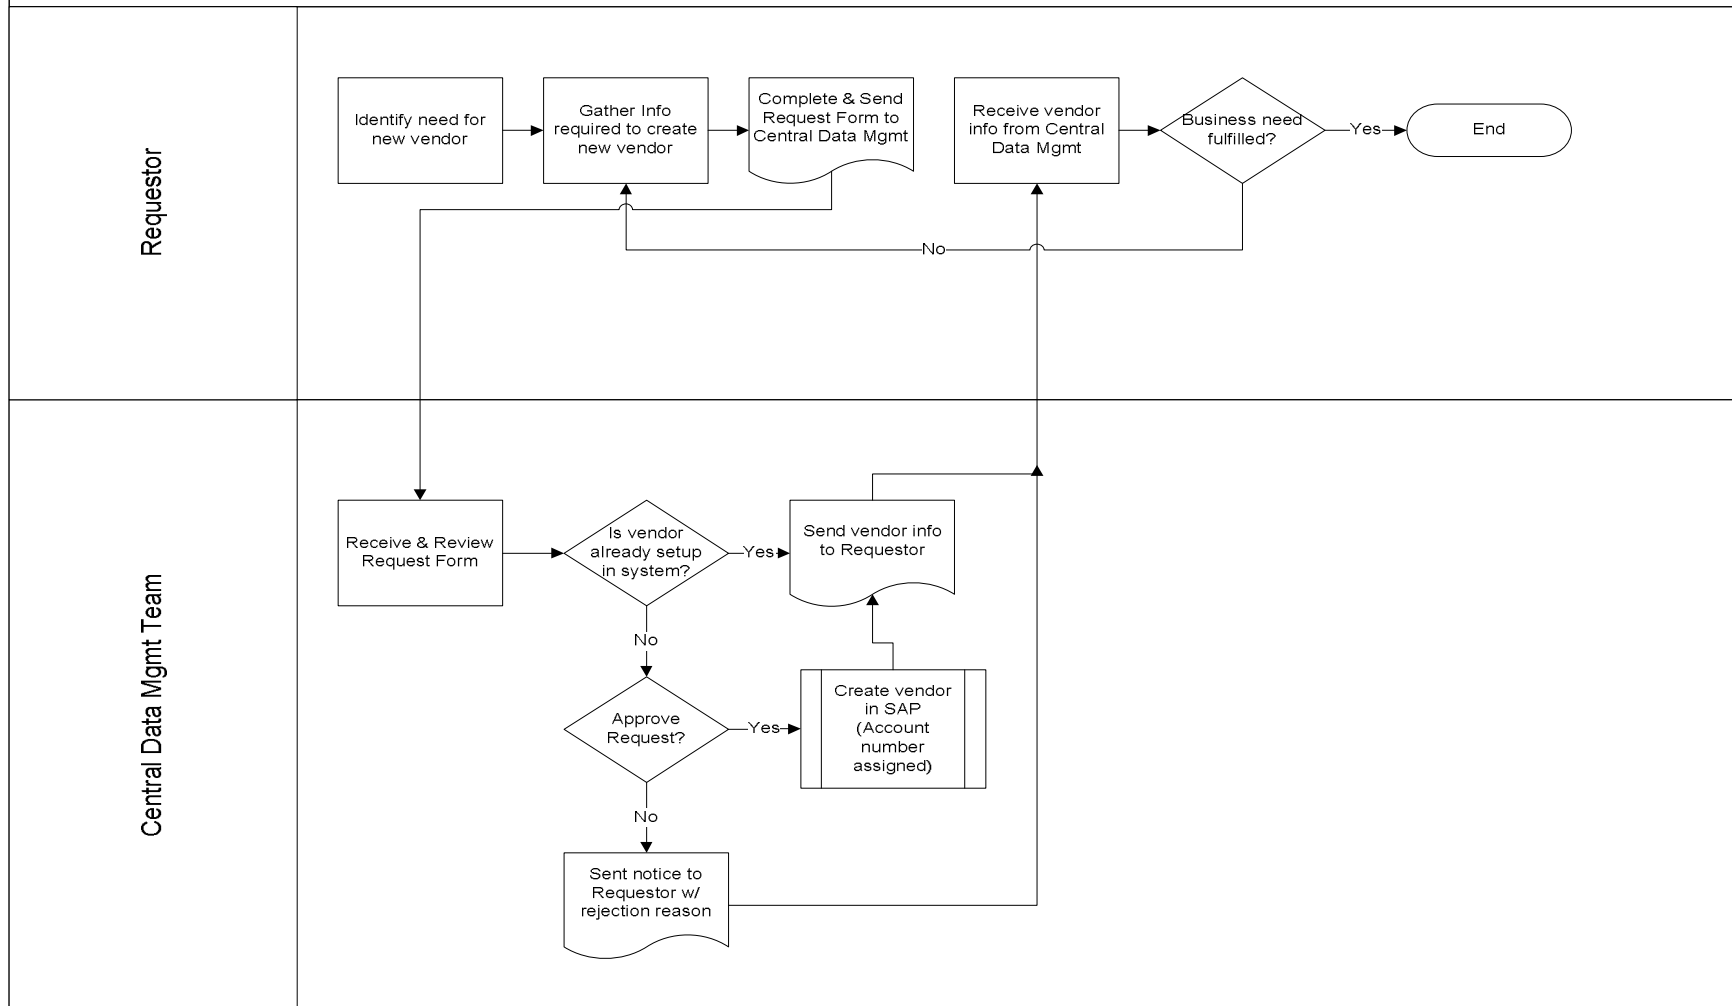 Requestor
Identify need for
new vendor
Gather Info
required to create
new vendor
Complete & Send
Request Form to
Central Data Mgmt
Receive vendor
info from Central
Data Mgmt
Business need
fulfilled?
Yes
End
No
Central Data Mgmt Team
Receive & Review
Request Form
Is vendor
already setup
in system?
Yes
Send vendor info
to Requestor
No
Approve
Request?
Yes
Create vendor
in SAP
(Account
number
assigned)
No
Sent notice to
Requestor w/
rejection reason